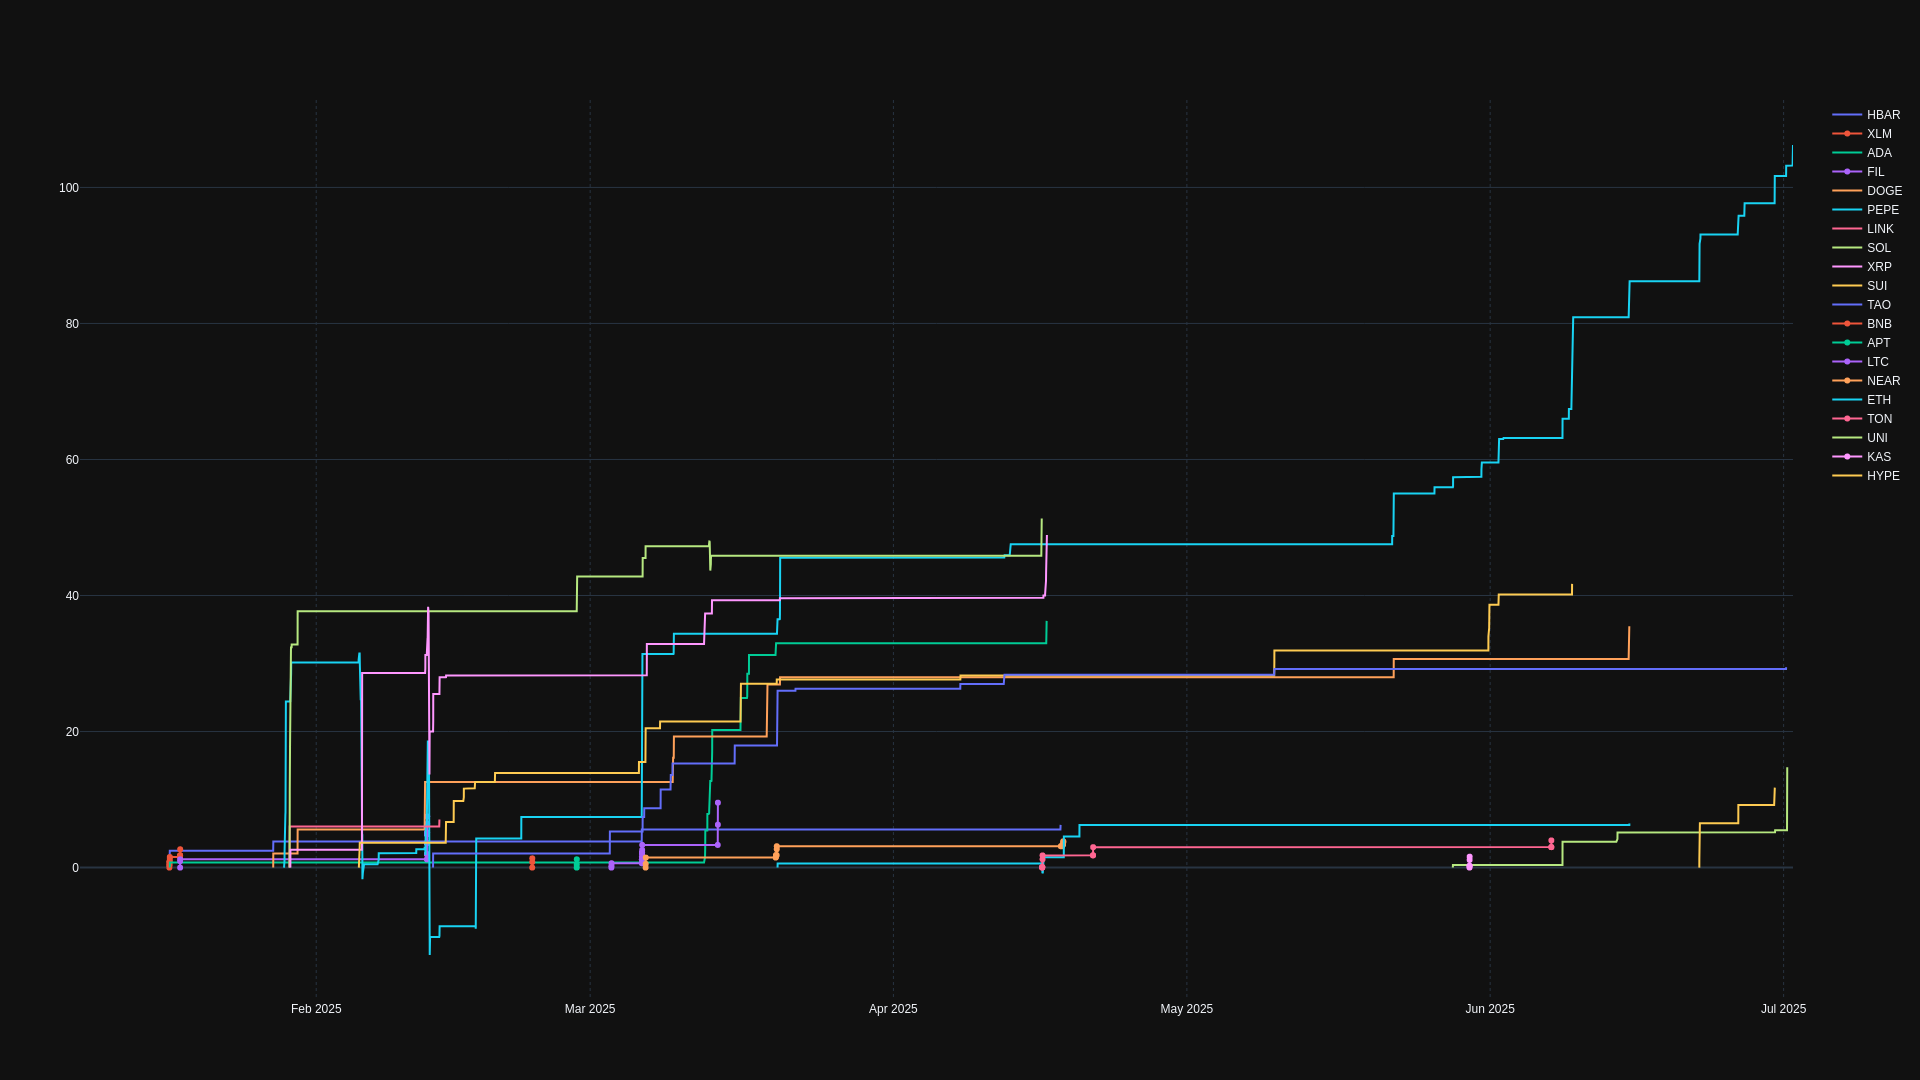 100
80
60
40
20
0
Feb 2025
Mar 2025
Apr 2025
May 2025
Jun 2025
Jul 2025
HBAR
XLM
ADA
FIL
DOGE
PEPE
LINK
SOL
XRP
SUI
TAO
BNB
APT
LTC
NEAR
ETH
TON
UNI
KAS
HYPE